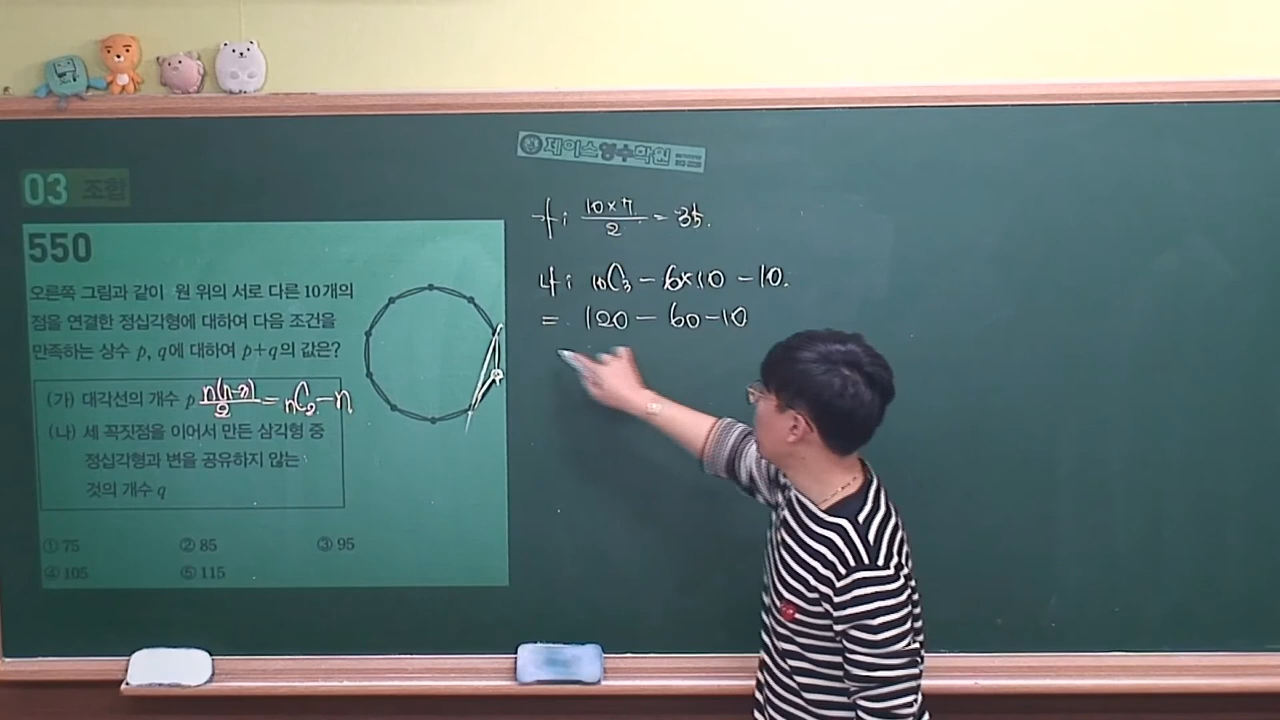 제이스영수학원
03 조합
550
오른쪽 그림과 같이 원 위의 서로 다른 10개의
점을 연결한 정십각형에 대하여 다음 조건을
만족하는 상수 p, q에 대하여 p+q의 값은?
(가) 대각선의 개수 p n(n-3)/2 = nC2-n
(나) 세 꼭짓점을 이어서 만든 삼각형 중
정십각형과 변을 공유하지 않는
것의 개수 q
① 75 ② 85 ③ 95
④ 105 ⑤ 115
가: 10×7/2 = 35.
나: 10C3 - 6×10 - 10.
= 120 - 60 - 10